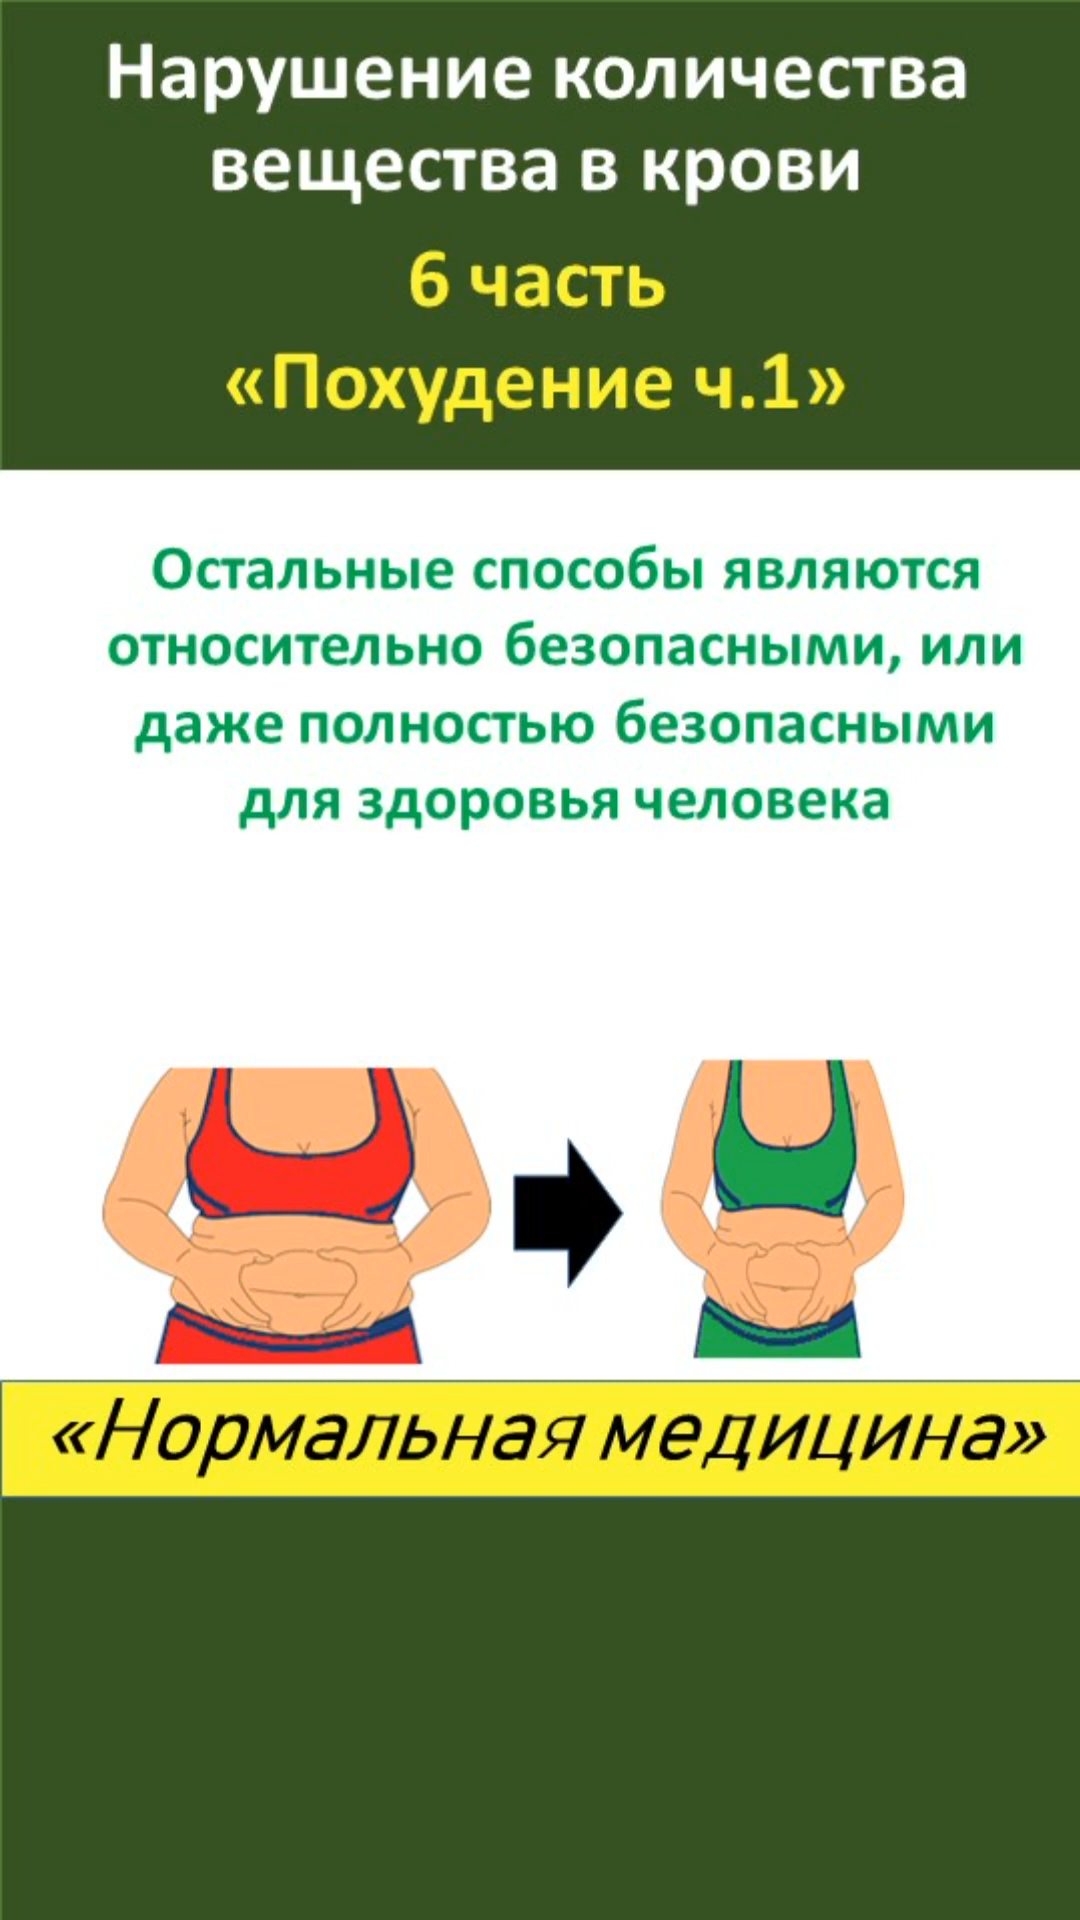 Нарушение количества
вещества в крови
6 часть
«Похудение ч.1»
Остальные способы являются
относительно безопасными, или
даже полностью безопасными
для здоровья человека
«Нормальная медицина»